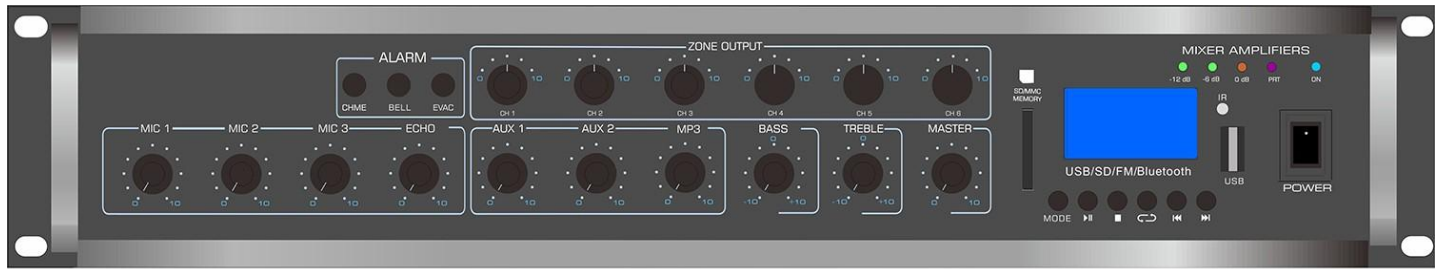 ALARM
CHME BELL EVAC
ZONE OUTPUT
0 10 0 10 0 10 0 10 0 10 0 10
CH 1 CH 2 CH 3 CH 4 CH 5 CH 6
MIC 1 MIC 2 MIC 3 ECHO
0 10 0 10 0 10 0 10
AUX 1 AUX 2 MP3 BASS TREBLE MASTER
0 0
0 10 0 10 0 10 -10 10 -10 10 0 10
SD/MMC
MEMORY
MIXER AMPLIFIERS
-12 dB -6 dB 0 dB PRT ON
IR
USB/SD/FM/Bluetooth
MODE
USB
POWER